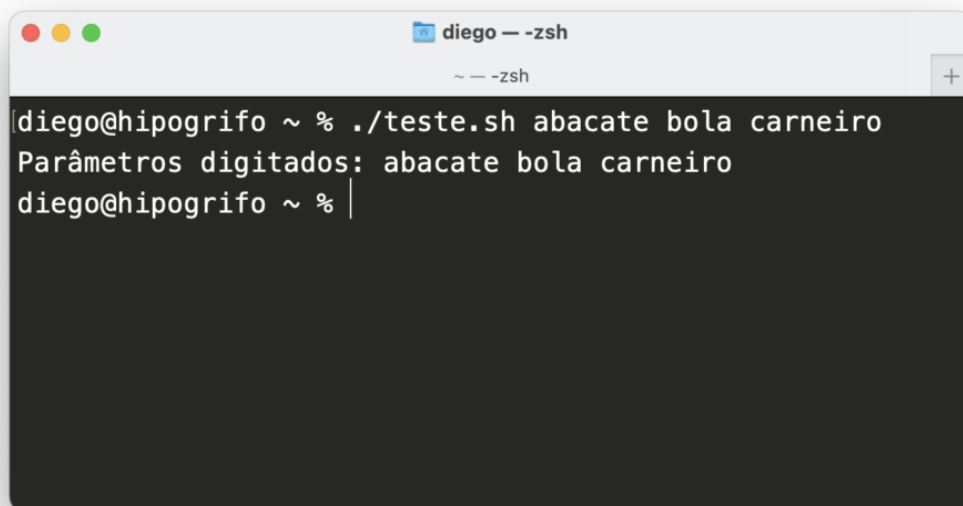 diego — -zsh
~ — -zsh
+
diego@hipogrifo ~ % ./teste.sh abacate bola carneiro
Parâmetros digitados: abacate bola carneiro
diego@hipogrifo ~ %